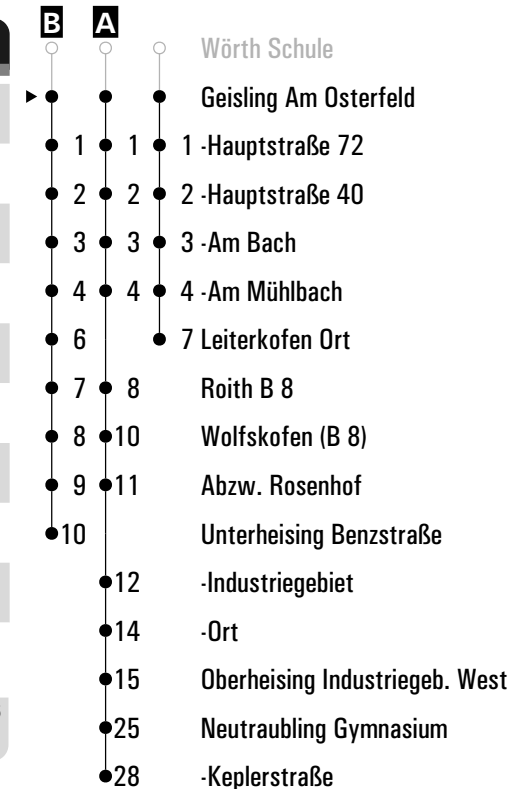 B A
Wörth Schule
Geisling Am Osterfeld
1 1 1 -Hauptstraße 72
2 2 2 -Hauptstraße 40
3 3 3 -Am Bach
4 4 4 -Am Mühlbach
6 7 Leiterkofen Ort
7 8 Roith B 8
8 10 Wolfskofen (B 8)
9 11 Abzw. Rosenhof
10 Unterheising Benzstraße
12 -Industriegebiet
14 -Ort
15 Oberheising Industriegeb. West
25 Neutraubling Gymnasium
28 -Keplerstraße